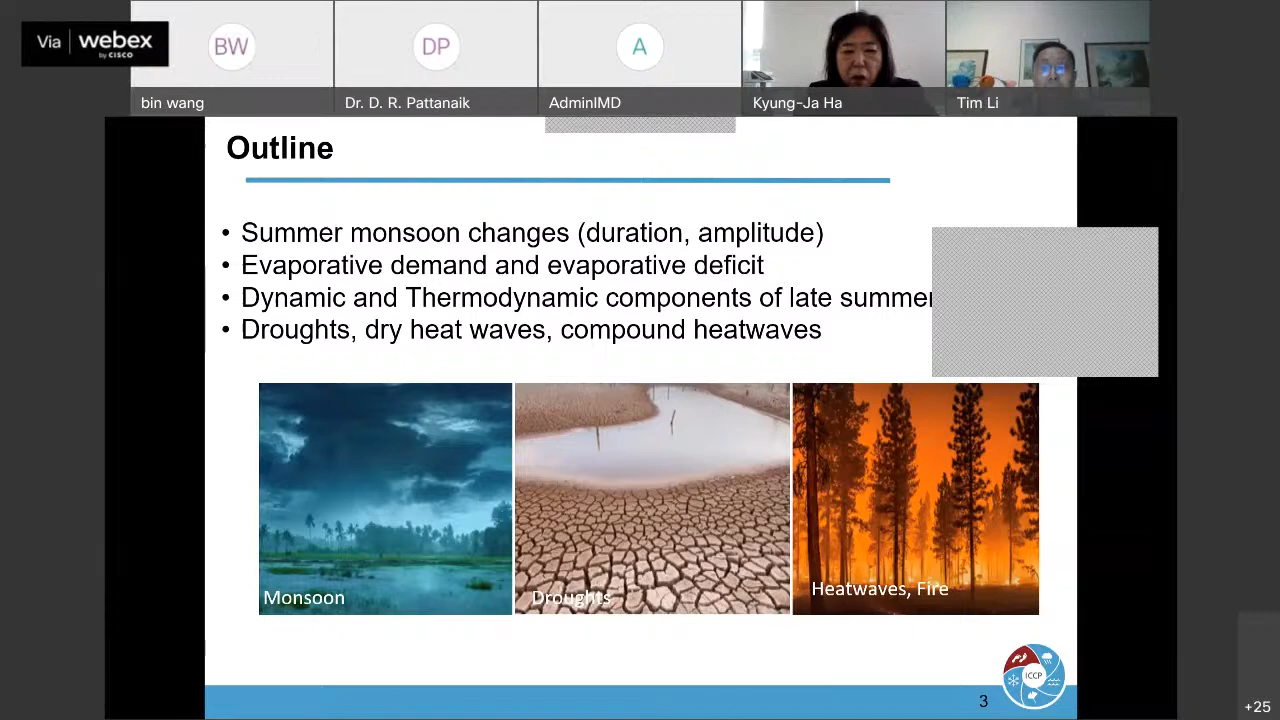 Via webex
by CISCO
BW
DP
A
bin wang
Dr. D. R. Pattanaik
AdminIMD
Kyung-Ja Ha
Tim Li
Outline
• Summer monsoon changes (duration, amplitude)
• Evaporative demand and evaporative deficit
• Dynamic and Thermodynamic components of late summer
• Droughts, dry heat waves, compound heatwaves
Monsoon
Droughts
Heatwaves, Fire
ICCP
3
+25